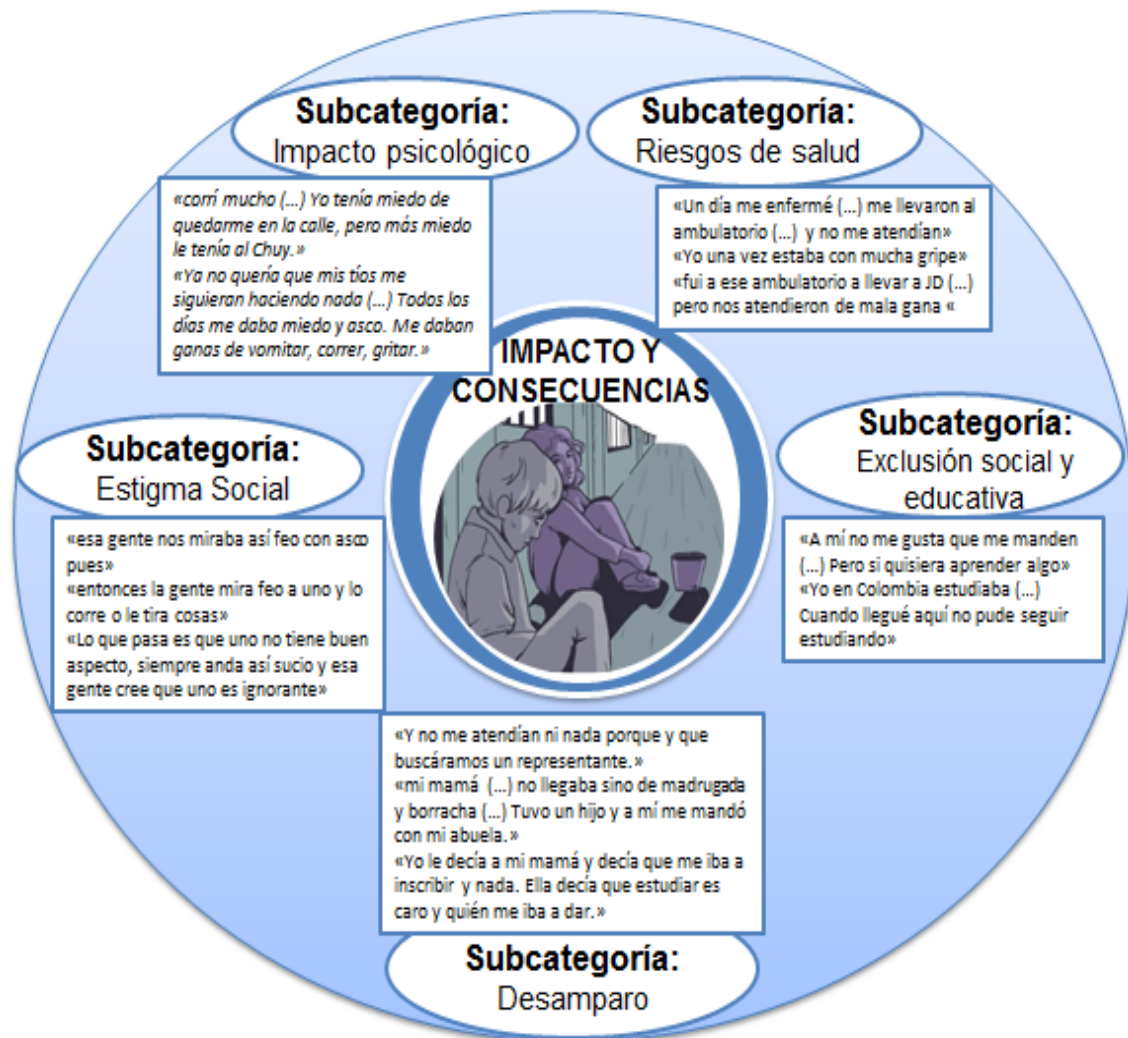 Subcategoría:
Impacto psicológico
«corrí mucho (...) Yo tenía miedo de
quedarme en la calle, pero más miedo
le tenía al Chuy.»
«Ya no quería que mis tíos me
siguieran haciendo nada (...) Todos los
días me daba miedo y asco. Me daban
ganas de vomitar, correr, gritar.»
Subcategoría:
Riesgos de salud
«Un día me enfermé (...) me llevaron al
ambulatorio (...) y no me atendían»
«Yo una vez estaba con mucha gripe»
«fui a ese ambulatorio a llevar a JD (...)
pero nos atendieron de mala gana «
IMPACTO Y
CONSECUENCIAS
Subcategoría:
Estigma Social
«esa gente nos miraba así feo con asco
pues»
«entonces la gente mira feo a uno y lo
corre o le tira cosas»
«Lo que pasa es que uno no tiene buen
aspecto, siempre anda así sucio y esa
gente cree que uno es ignorante»
Subcategoría:
Exclusión social y
educativa
«A mí no me gusta que me manden
(...) Pero si quisiera aprender algo»
«Yo en Colombia estudiaba (...)
Cuando llegué aquí no pude seguir
estudiando»
«Y no me atendían ni nada porque y que
buscáramos un representante.»
«mi mamá (...) no llegaba sino de madrugada
y borracha (...) Tuvo un hijo y a mí me mandó
con mi abuela.»
«Yo le decía a mi mamá y decía que me iba a
inscribir y nada. Ella decía que estudiar es
caro y quién me iba a dar.»
Subcategoría:
Desamparo